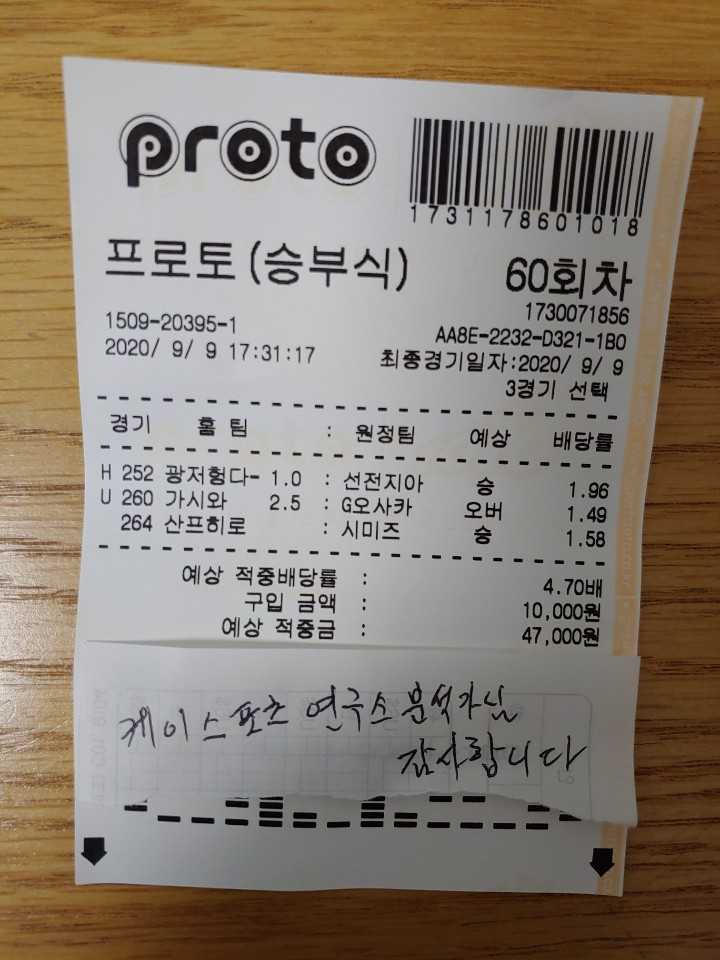 proto
17311786010​18
프로토 (승부식) 60회차
1730071856
1509-20395-1 AA8E-2232-D321-1B0
2020/ 9/ 9 17:31:17 최종경기일자:2020/ 9/ 9
3경기 선택
경기 홈 팀 : 원정팀 예상 배당률
H 252 광저헝다- 1.0 : 선전지아 승 1.96
U 260 가시와 2.5 : G오사카 오버 1.49
264 산프히로 : 시미즈 승 1.58
예상 적중배당률 : 4.70배
구입 금액 : 10,000원
예상 적중금 : 47,000원
케이스포츠 연구소 분석가님
감사합니다